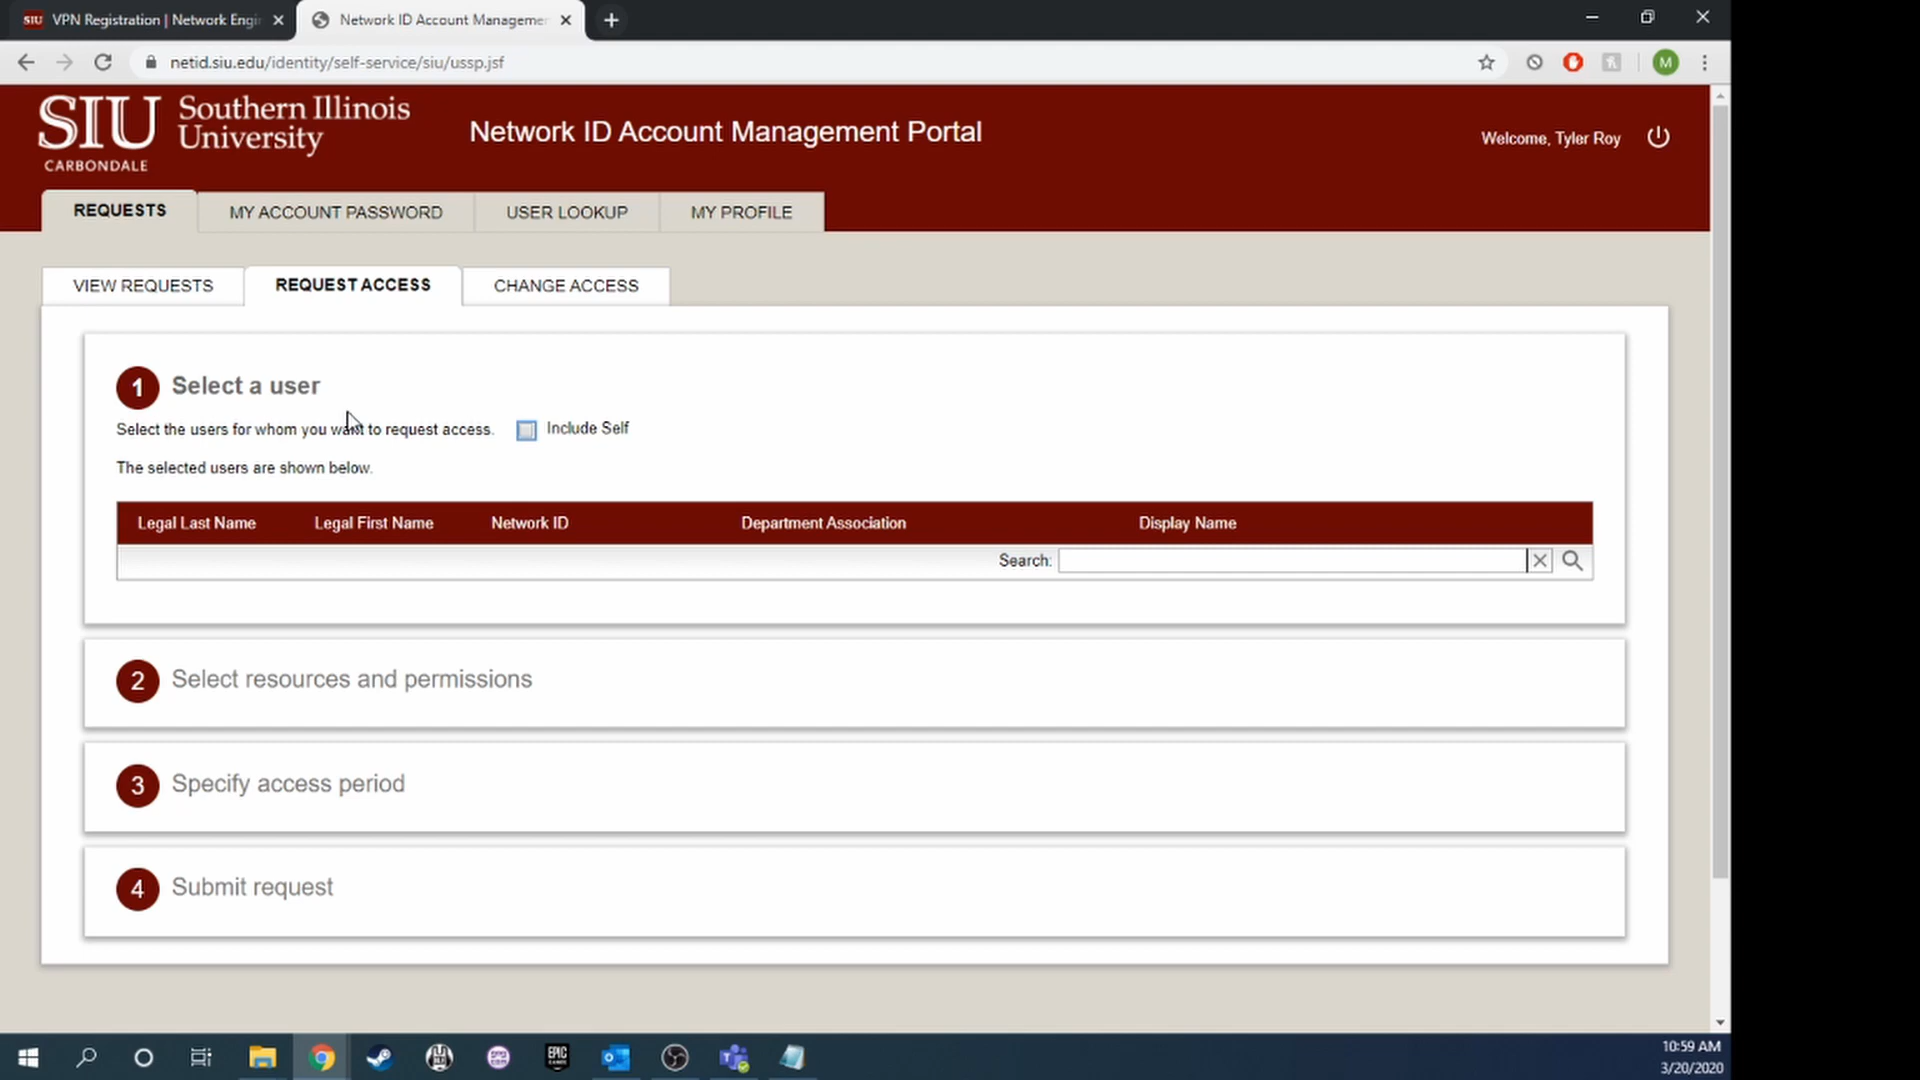 VPN Registration | Network Engi
Network ID Account Managemen
netid.siu.edu/identity/self-service/siu/ussp.jsf
M
SIU Southern Illinois
University
CARBONDALE
Network ID Account Management Portal
Welcome, Tyler Roy
REQUESTS MY ACCOUNT PASSWORD USER LOOKUP MY PROFILE
VIEW REQUESTS REQUEST ACCESS CHANGE ACCESS
1 Select a user
Select the users for whom you want to request access. Include Self
The selected users are shown below.
Legal Last Name Legal First Name Network ID Department Association Display Name
Search:
2 Select resources and permissions
3 Specify access period
4 Submit request
EPIC
10:59 AM
3/20/2020